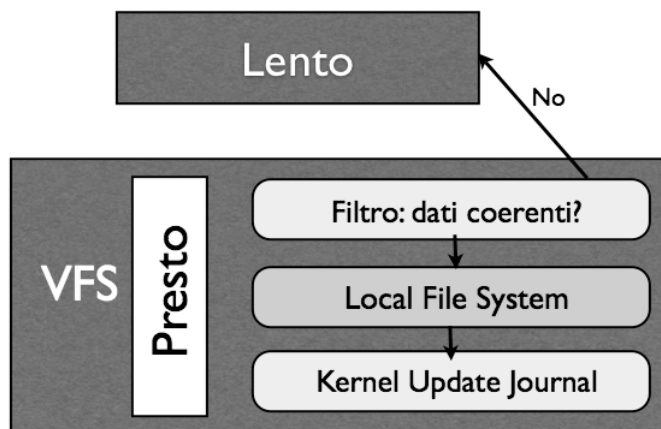 Lento
No
Filtro: dati coerenti?
VFS
Presto
Local File System
Kernel Update Journal